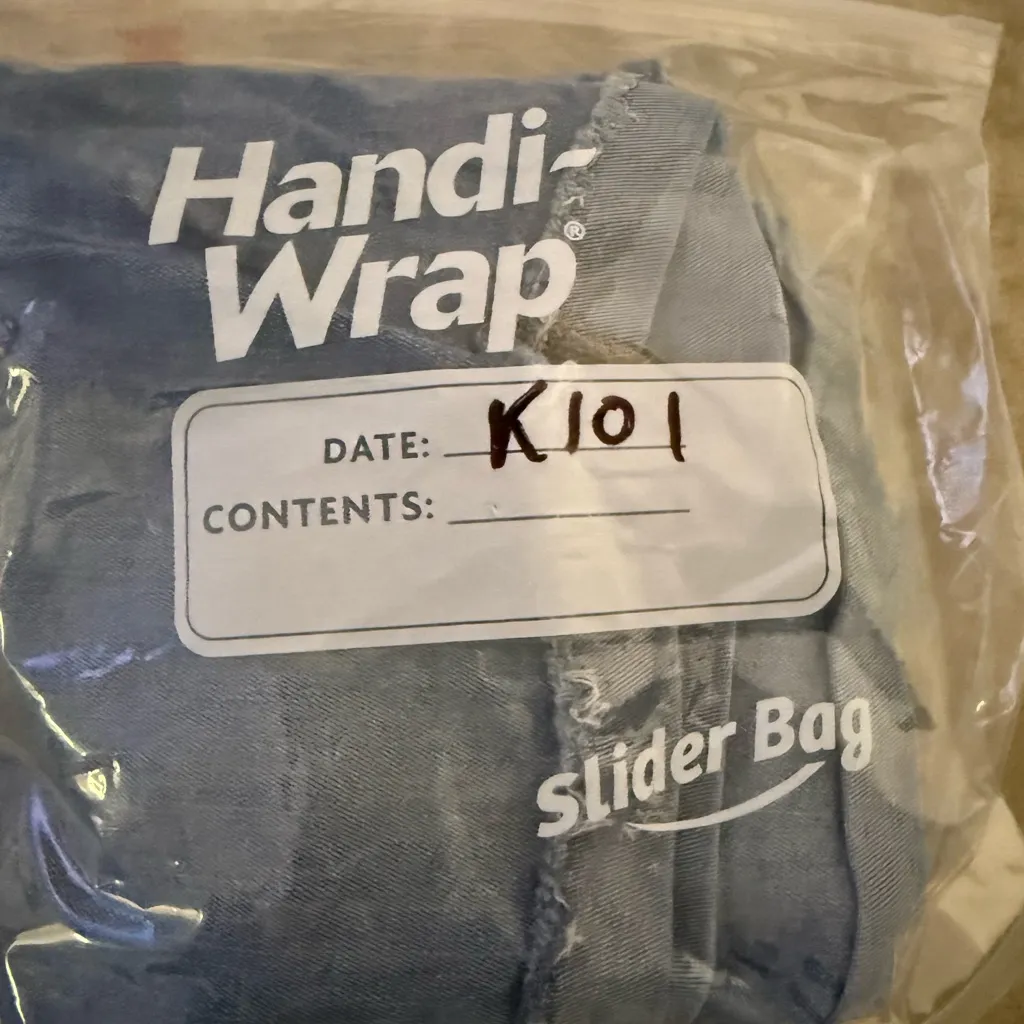 Handi-
Wrap®
DATE: K101
CONTENTS:
Slider Bag